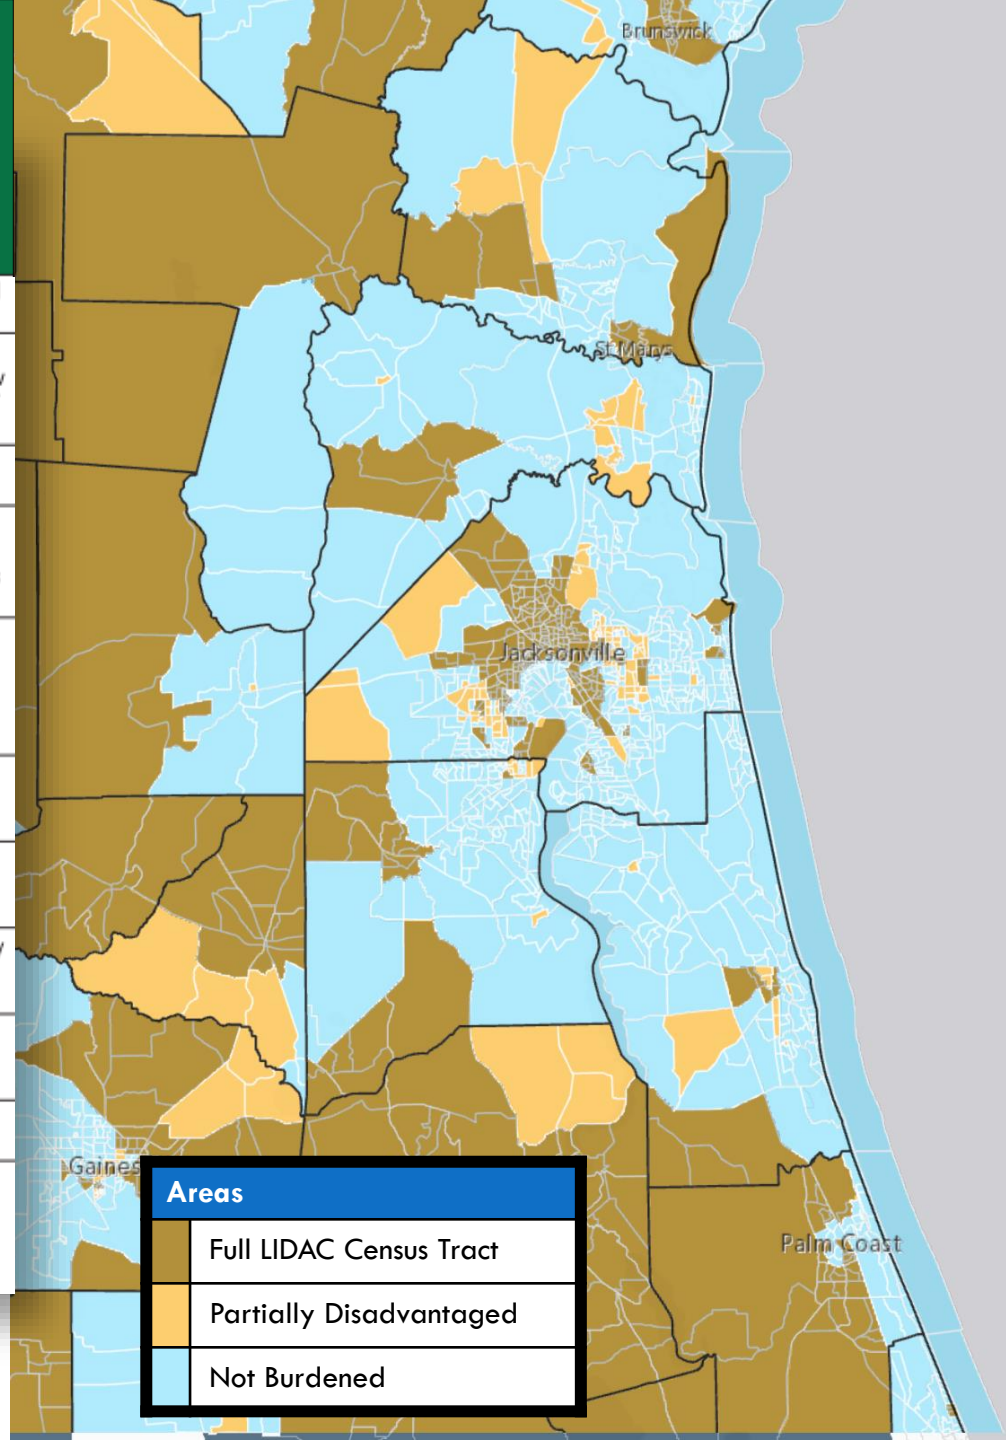 Brunswick
St Marys
Jacksonville
Gaines
Palm Coast
Areas
Full LIDAC Census Tract
Partially Disadvantaged
Not Burdened